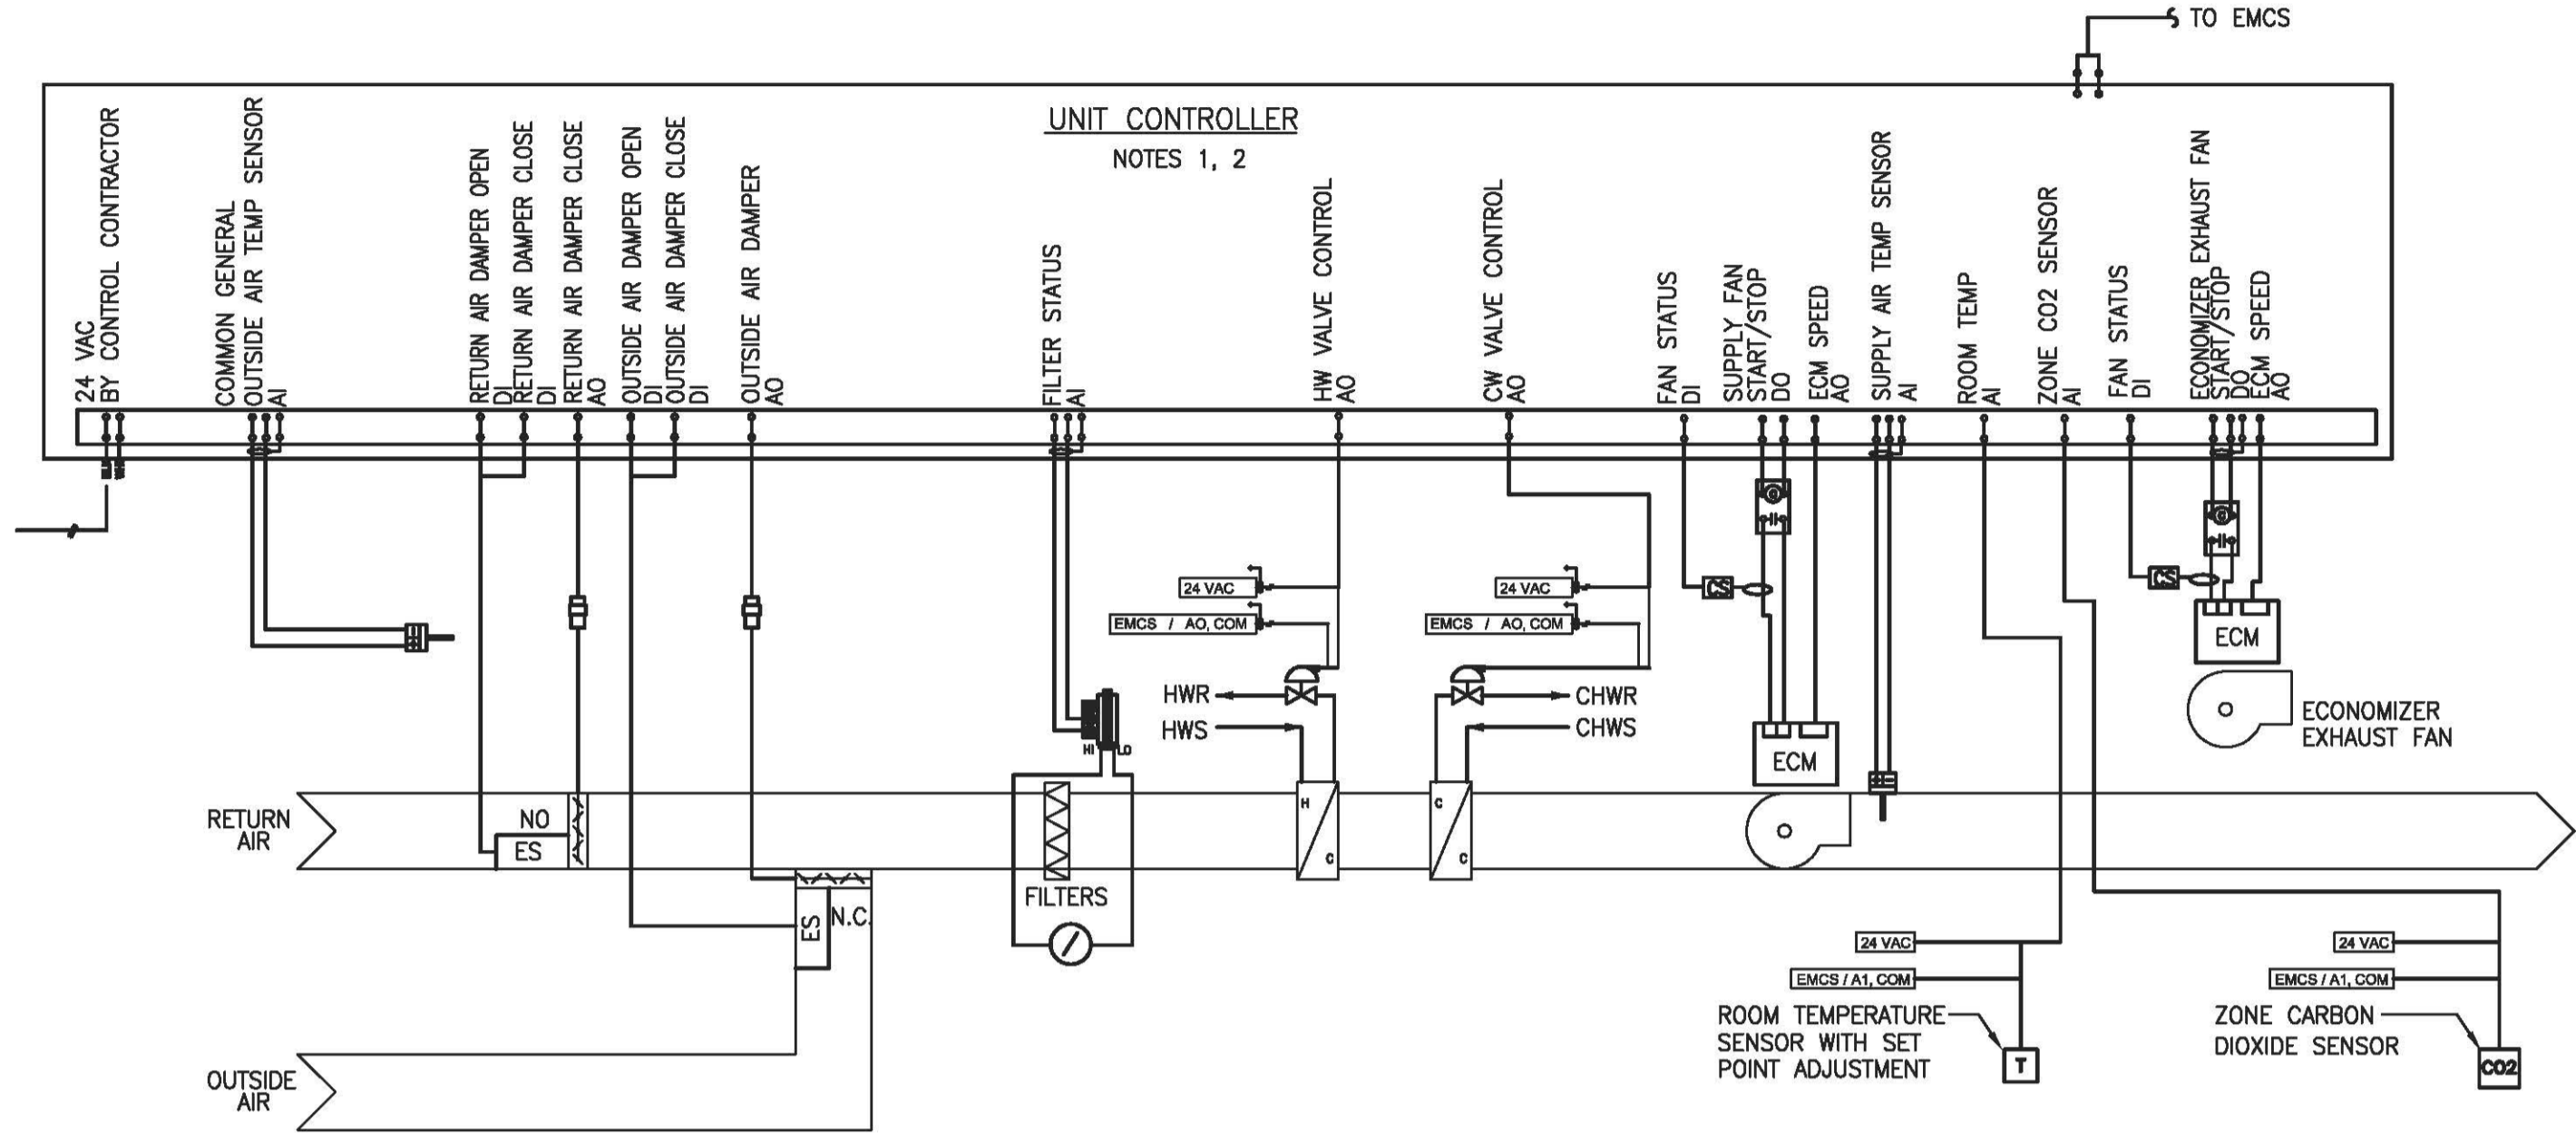 TO EMCS
UNIT CONTROLLER
NOTES 1, 2
24 VAC
BY CONTROL CONTRACTOR
COMMON GENERAL
OUTSIDE AIR TEMP SENSOR
AI
RETURN AIR DAMPER OPEN
DI
RETURN AIR DAMPER CLOSE
DI
RETURN AIR DAMPER CLOSE
AO
OUTSIDE AIR DAMPER OPEN
DI
OUTSIDE AIR DAMPER CLOSE
DI
OUTSIDE AIR DAMPER
AO
FILTER STATUS
AI
HW VALVE CONTROL
AO
CW VALVE CONTROL
AO
FAN STATUS
DI
SUPPLY FAN
START/STOP
DO
ECM SPEED
AO
SUPPLY AIR TEMP SENSOR
AI
ROOM TEMP
AI
ZONE CO2 SENSOR
AI
FAN STATUS
DI
ECONOMIZER EXHAUST FAN
START/STOP
DO
ECM SPEED
AO
24 VAC
EMCS / AO, COM
24 VAC
EMCS / AO, COM
CS
CS
ECM
HWR
HWS
CHWR
CHWS
HI
LO
ECM
ECONOMIZER
EXHAUST FAN
RETURN
AIR
NO
ES
H
C
C
C
FILTERS
ES
N.C.
24 VAC
EMCS / A1, COM
24 VAC
EMCS / A1, COM
ROOM TEMPERATURE
SENSOR WITH SET
POINT ADJUSTMENT
T
ZONE CARBON
DIOXIDE SENSOR
CO2
OUTSIDE
AIR